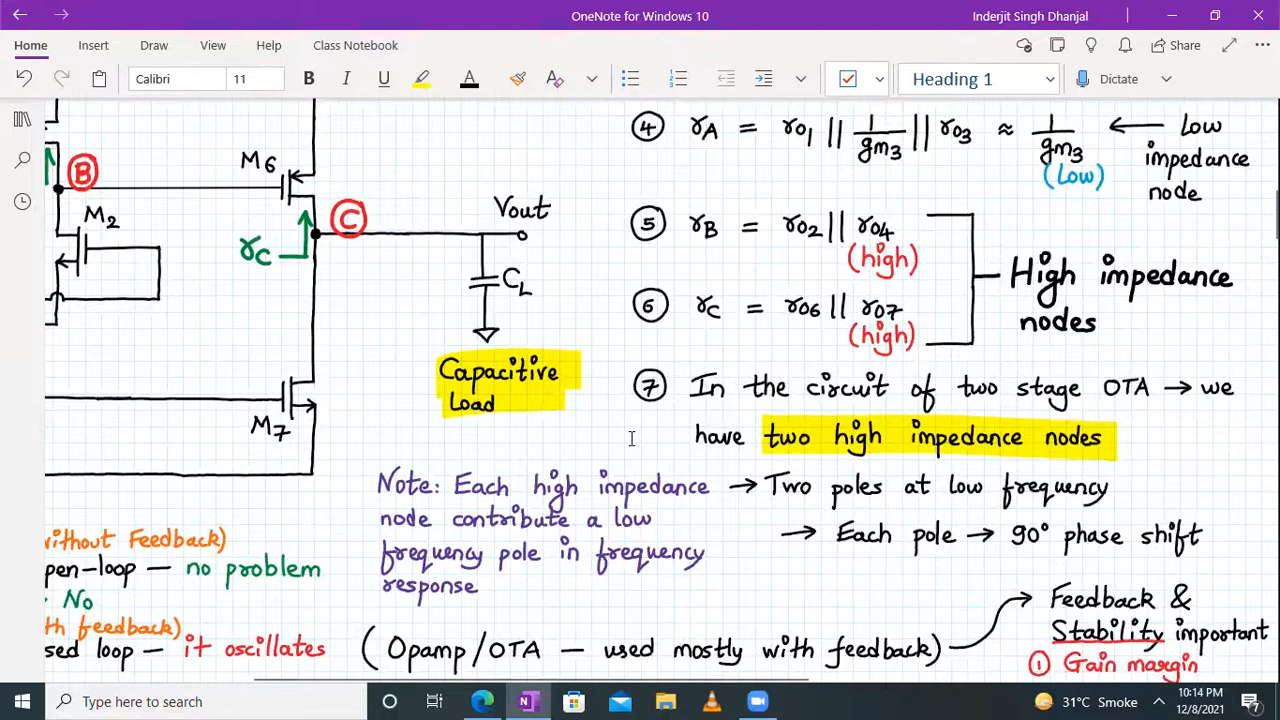 OneNote for Windows 10
Inderjit Singh Dhanjal
Home Insert Draw View Help Class Notebook Share
Calibri 11 B I U A Heading 1 Dictate
B
M6
M2
C
rc
Vout
CL
Capacitive
Load
M7
④ rA = ro1 || 1/gm3 || ro3 ≈ 1/gm3 ← Low
impedance
node
(Low)
⑤ rB = ro2 || ro4
(high)
⑥ rc = ro6 || ro7
(high)
High impedance
nodes
⑦ In the circuit of two stage OTA → we
have two high impedance nodes
Note: Each high impedance
node contribute a low
frequency pole in frequency
response
→ Two poles at low frequency
→ Each pole → 90° phase shift
ithout Feedback)
pen-loop — no problem
No
th feedback)
sed loop — it oscillates
(Opamp/OTA — used mostly with feedback)
Feedback &
Stability important
① Gain margin
Type here to search
31°C Smoke
10:14 PM
12/8/2021
7